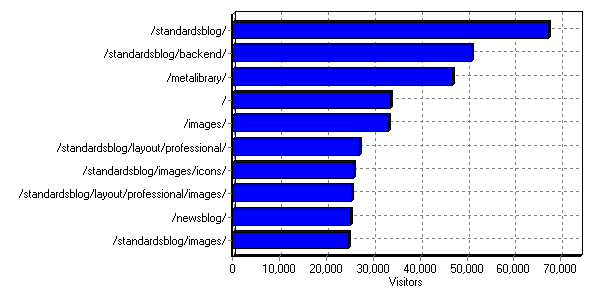 /standardsblog/
/standardsblog/backend/
/metalibrary/
/
/images/
/standardsblog/layout/professional/
/standardsblog/images/icons/
/standardsblog/layout/professional/images/
/newsblog/
/standardsblog/images/
0 10,000 20,000 30,000 40,000 50,000 60,000 70,000
Visitors